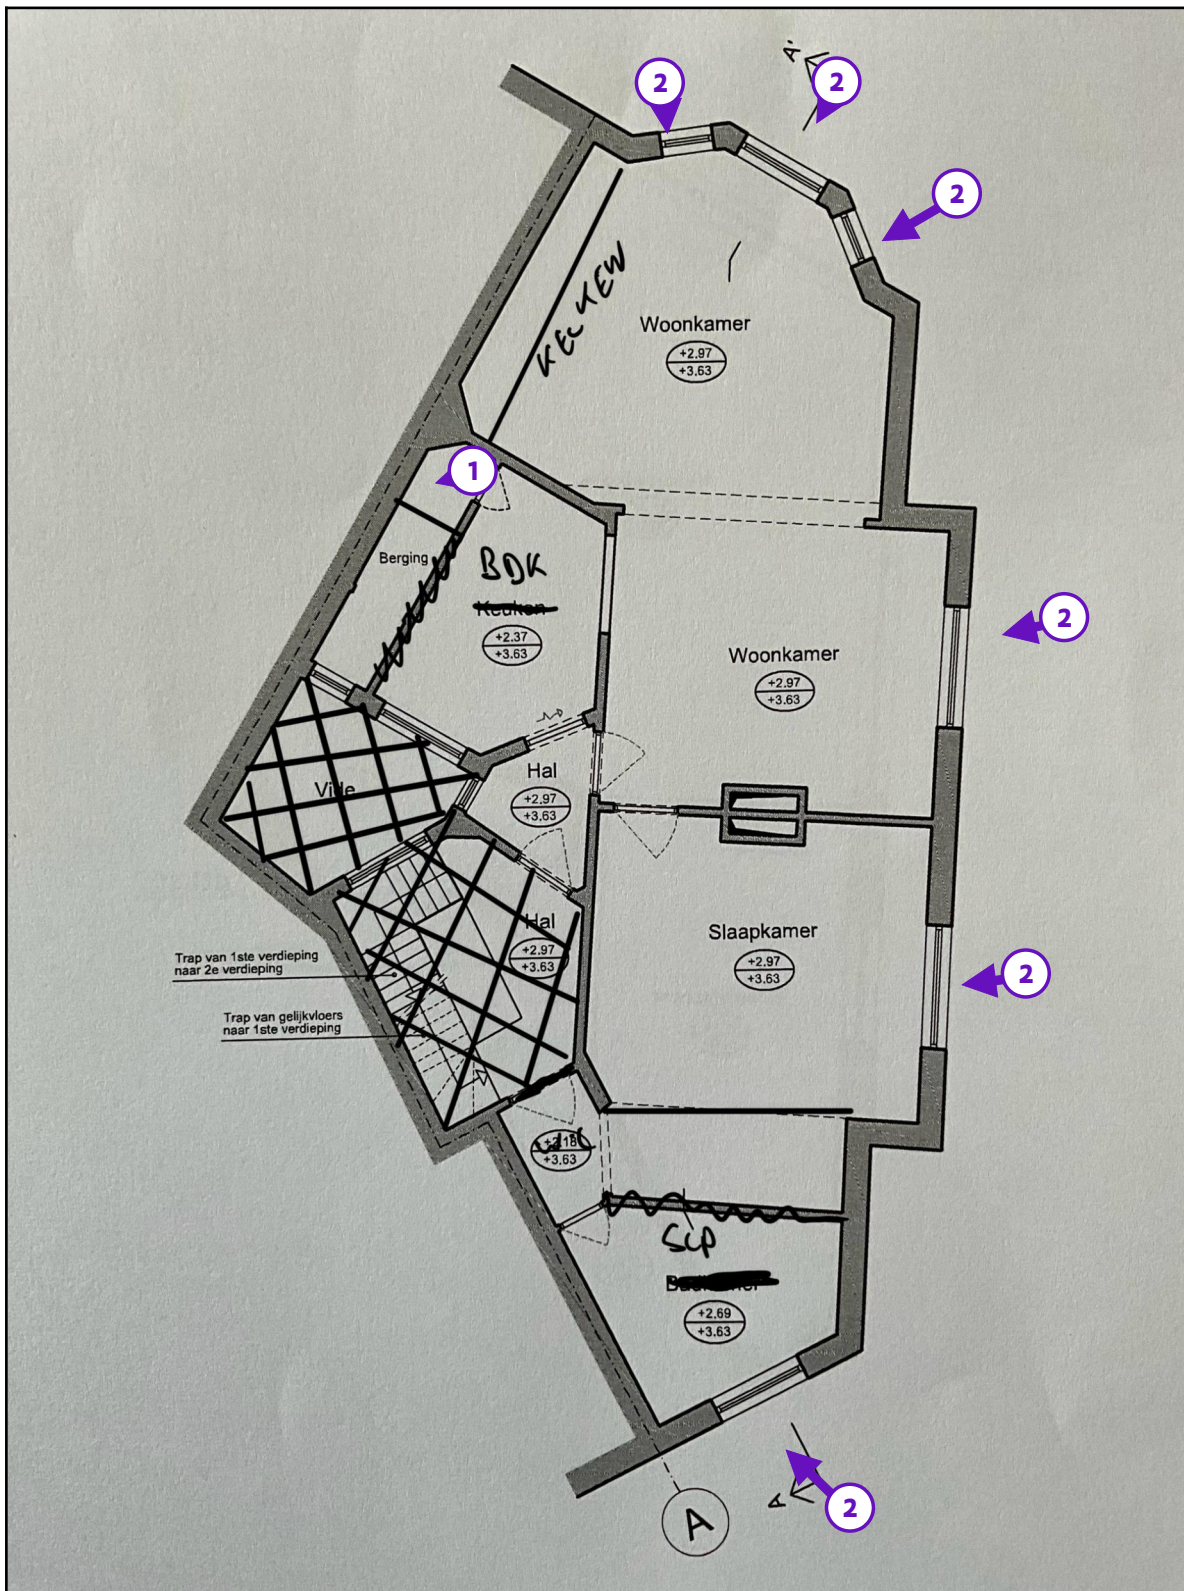 A'
2
2
2
KEUKEN
Woonkamer
+2.97
+3.63
1
Berging
BDK
Keuken
+2.37
+3.63
2
Woonkamer
+2.97
+3.63
Hal
+2.97
+3.63
Vide
Hal
+2.97
+3.63
Slaapkamer
+2.97
+3.63
2
Trap van 1ste verdieping
naar 2e verdieping
Trap van gelijkvloers
naar 1ste verdieping
+3.63
SLP
Badkamer
+2.69
+3.63
A
2
A